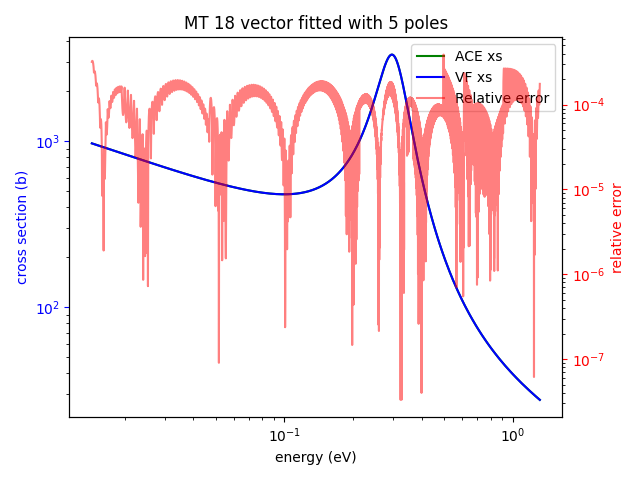 MT 18 vector fitted with 5 poles
ACE xs
VF xs
Relative error
cross section (b)
10³
10²
10⁻⁴
10⁻⁵
10⁻⁶
10⁻⁷
relative error
10⁻¹
10⁰
energy (eV)